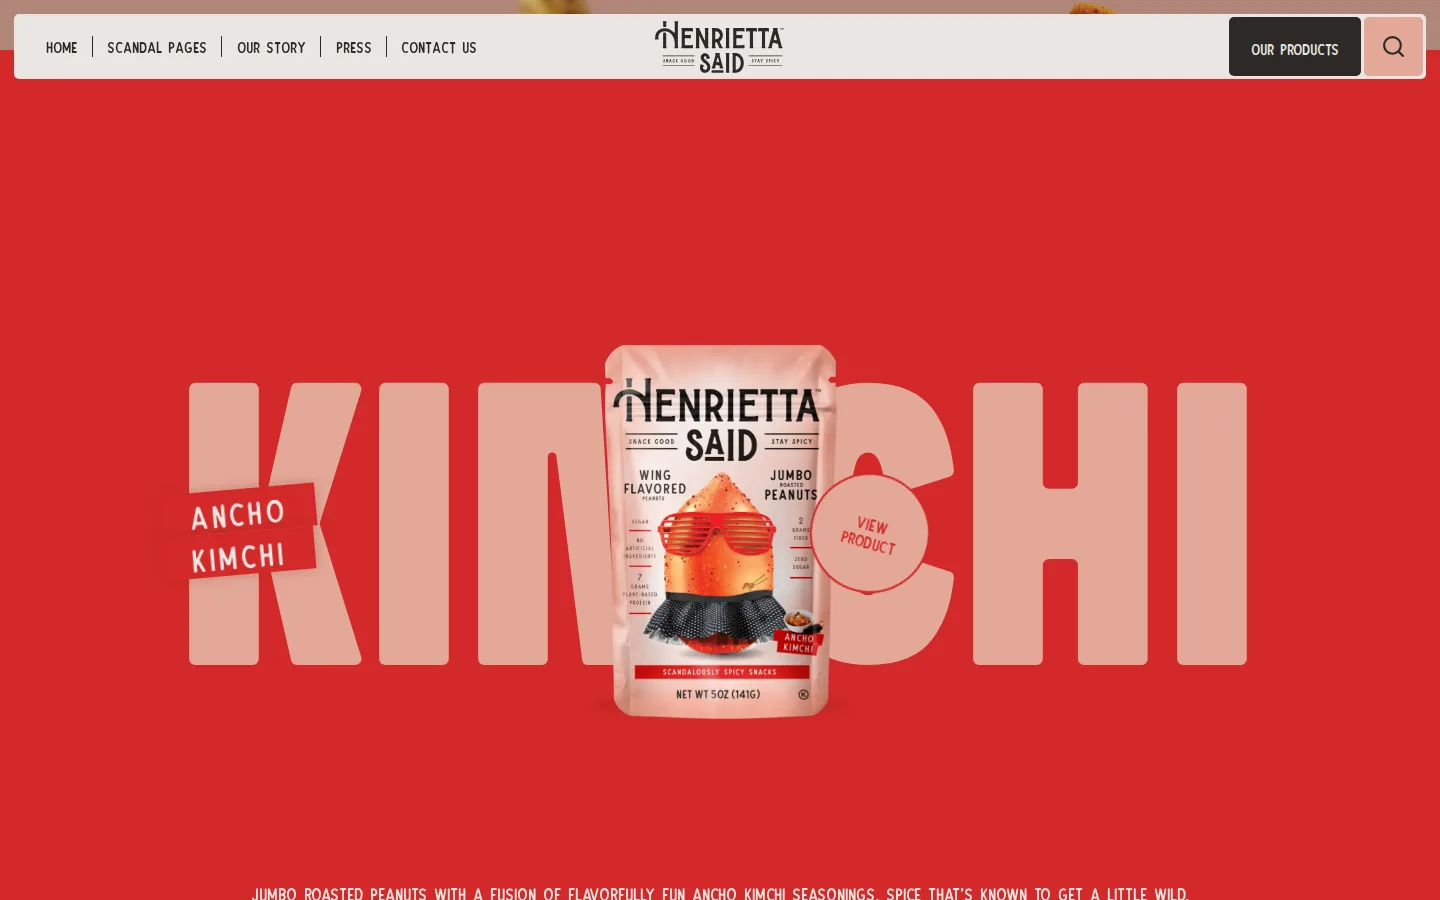 HOME
SCANDAL PAGES
OUR STORY
PRESS
CONTACT US
HENRIETTA
SNACK GOOD SAID STAY SPICY
OUR PRODUCTS
KIM CHI
ANCHO
KIMCHI
HENRIETTA™
SNACK GOOD SAID STAY SPICY
WING
FLAVORED
PEANUTS
JUMBO
ROASTED
PEANUTS
VEGAN
NO
ARTIFICIAL
INGREDIENTS
7
GRAMS
PLANT-BASED
PROTEIN
2
GRAMS
FIBER
ZERO
SUGAR
ANCHO
KIMCHI
SCANDALOUSLY SPICY SNACKS
NET WT 5OZ (141G)
VIEW
PRODUCT
JUMBO ROASTED PEANUTS WITH A FUSION OF FLAVORFULLY FUN ANCHO KIMCHI SEASONINGS. SPICE THAT'S KNOWN TO GET A LITTLE WILD.